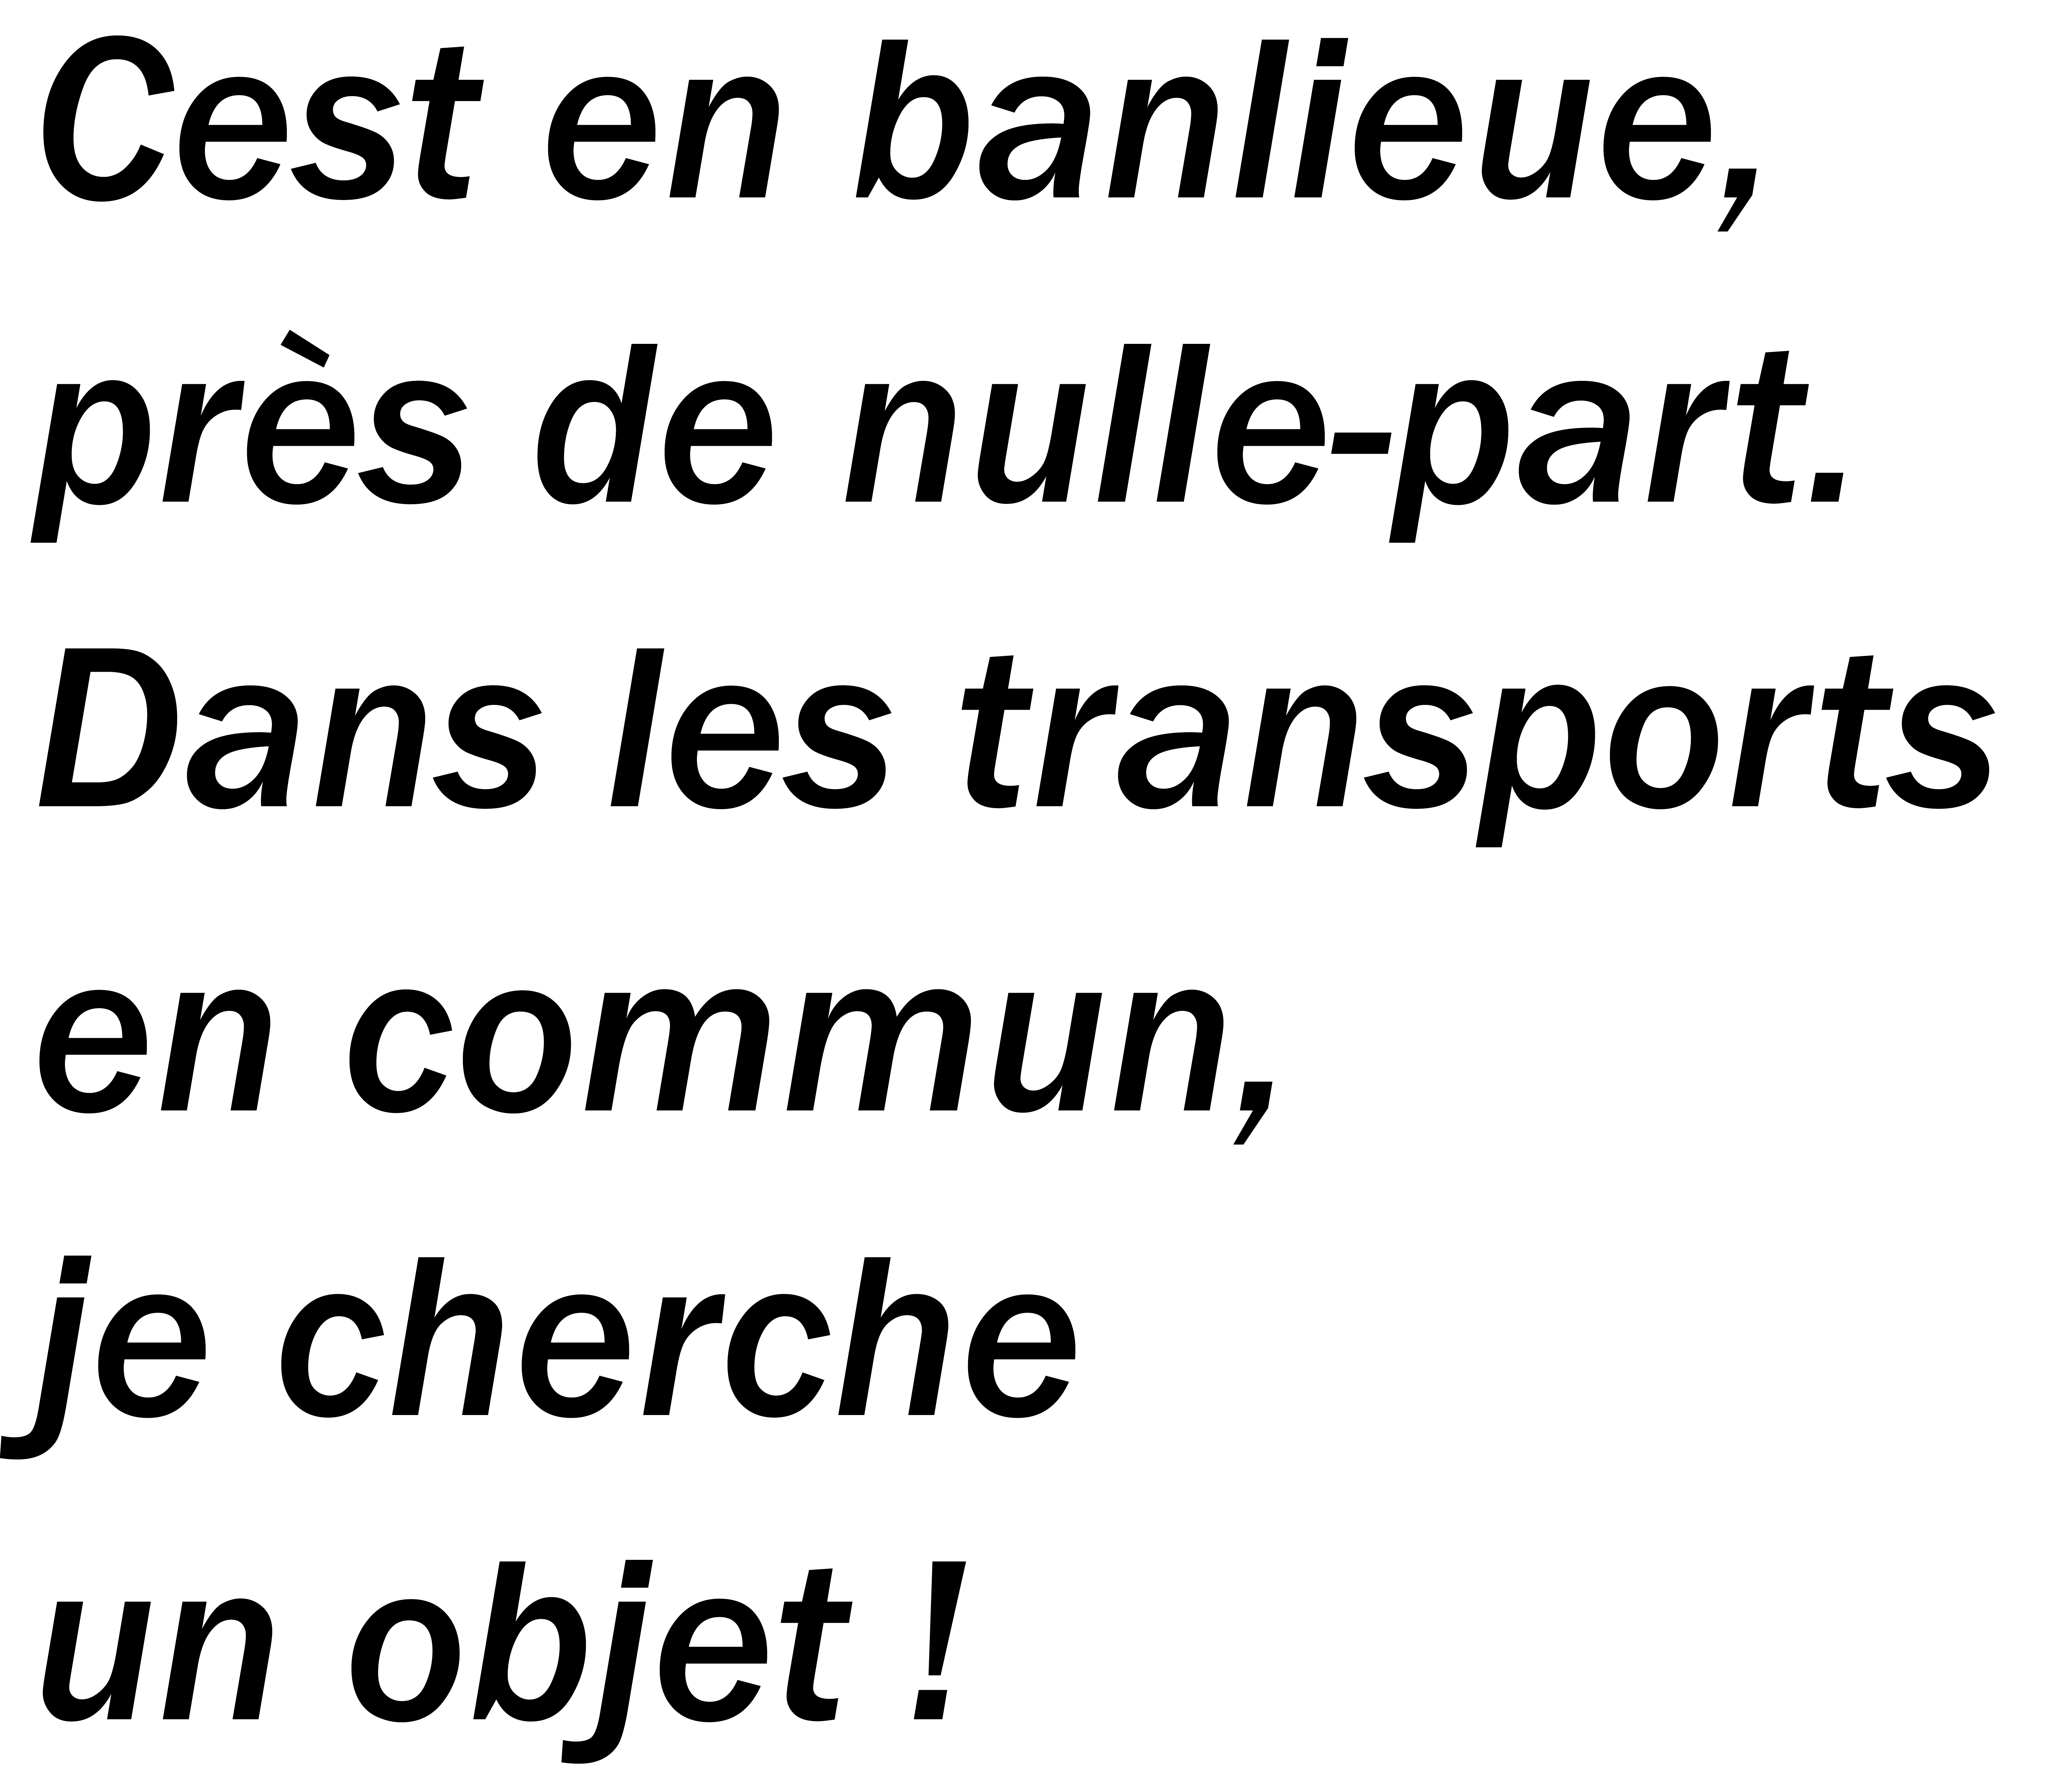 Cest en banlieue,
près de nulle-part.
Dans les transports
en commun,
je cherche
un objet !